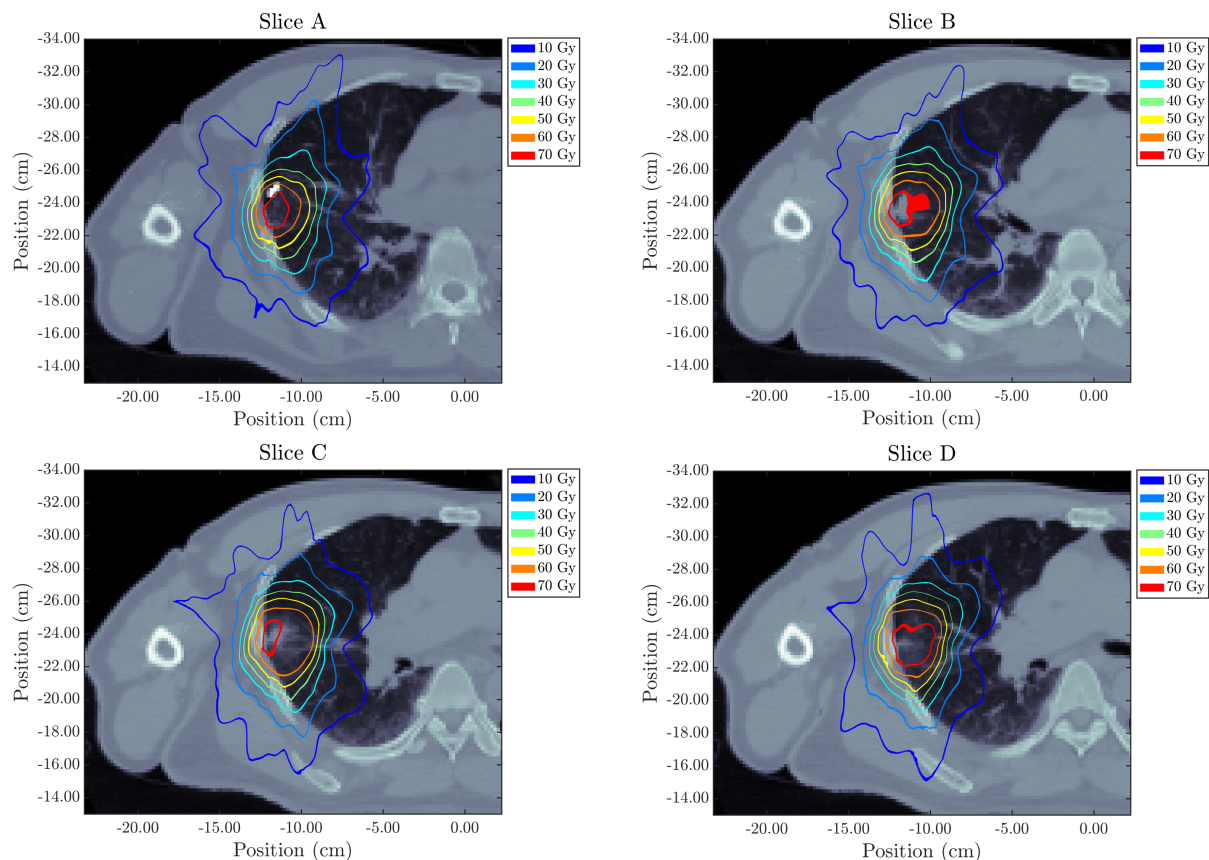 Slice A
-34.00
-32.00
-30.00
-28.00
-26.00
-24.00
-22.00
-20.00
-18.00
-16.00
-14.00
Position (cm)
-20.00 -15.00 -10.00 -5.00 0.00
Position (cm)
10 Gy
20 Gy
30 Gy
40 Gy
50 Gy
60 Gy
70 Gy
Slice B
-34.00
-32.00
-30.00
-28.00
-26.00
-24.00
-22.00
-20.00
-18.00
-16.00
-14.00
Position (cm)
-20.00 -15.00 -10.00 -5.00 0.00
Position (cm)
10 Gy
20 Gy
30 Gy
40 Gy
50 Gy
60 Gy
70 Gy
Slice C
-34.00
-32.00
-30.00
-28.00
-26.00
-24.00
-22.00
-20.00
-18.00
-16.00
-14.00
Position (cm)
-20.00 -15.00 -10.00 -5.00 0.00
Position (cm)
10 Gy
20 Gy
30 Gy
40 Gy
50 Gy
60 Gy
70 Gy
Slice D
-34.00
-32.00
-30.00
-28.00
-26.00
-24.00
-22.00
-20.00
-18.00
-16.00
-14.00
Position (cm)
-20.00 -15.00 -10.00 -5.00 0.00
Position (cm)
10 Gy
20 Gy
30 Gy
40 Gy
50 Gy
60 Gy
70 Gy